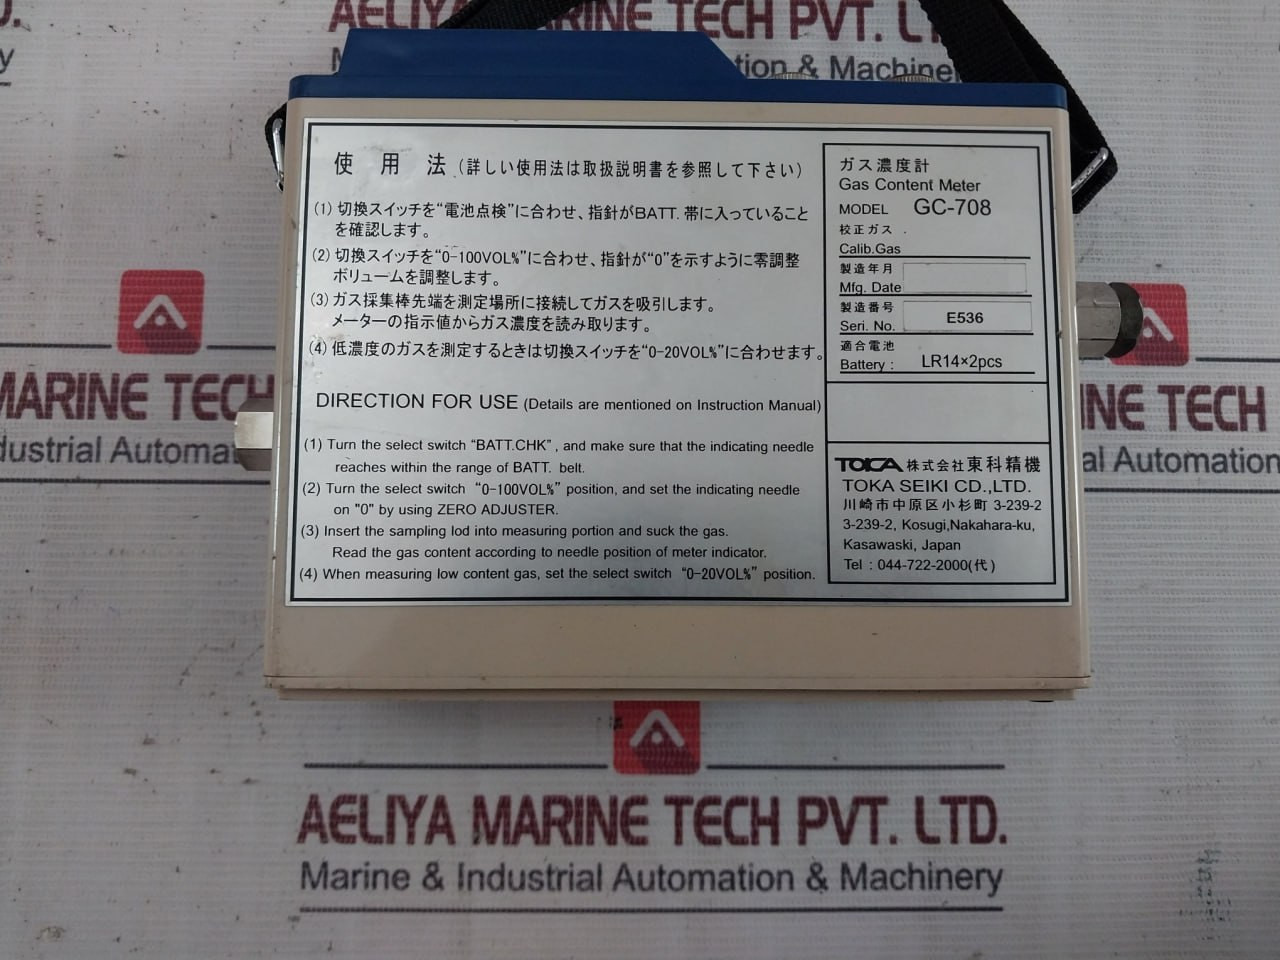 AELIYA MARINE TECH PVT. LTD.
tion & Machinery
使 用 法 (詳しい使用法は取扱説明書を参照して下さい)
(1) 切換スイッチを“電池点検”に合わせ、指針がBATT. 帯に入っていること
を確認します。
(2) 切換スイッチを“0-100VOL%”に合わせ、指針が“0”を示すように零調整
ボリュームを調整します。
(3) ガス採集棒先端を測定場所に接続してガスを吸引します。
メーターの指示値からガス濃度を読み取ります。
(4) 低濃度のガスを測定するときは切換スイッチを“0-20VOL%”に合わせます。
DIRECTION FOR USE (Details are mentioned on Instruction Manual)
(1) Turn the select switch “BATT.CHK” , and make sure that the indicating needle
reaches within the range of BATT. belt.
(2) Turn the select switch “0-100VOL%” position, and set the indicating needle
on "0" by using ZERO ADJUSTER.
(3) Insert the sampling lod into measuring portion and suck the gas.
Read the gas content according to needle position of meter indicator.
(4) When measuring low content gas, set the select switch “0-20VOL%” position.
ガス濃度計
Gas Content Meter
MODEL GC-708
校正ガス
Calib.Gas
製造年月
Mfg. Date
製造番号
Seri. No. E536
適合電池
Battery : LR14×2pcs
TOKA 株式会社東科精機
TOKA SEIKI CD.,LTD.
川崎市中原区小杉町 3-239-2
3-239-2, Kosugi,Nakahara-ku,
Kasawaski, Japan
Tel : 044-722-2000(代)
MARINE TECH
ndustrial Automat
INE TECH
al Automation
AELIYA MARINE TECH PVT. LTD.
Marine & Industrial Automation & Machinery